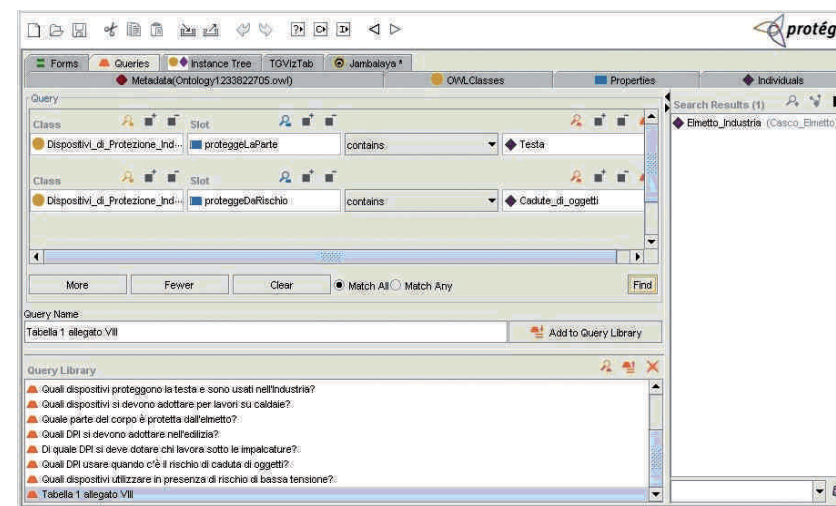 protég
Forms Queries Instance Tree TGVizTab Jambalaya *
Metadata(Ontology1233822705.owl) OWLClasses Properties Individuals
Query
Class Slot
Dispositivi_di_Protezione_Ind... proteggeLaParte contains Testa
Class Slot
Dispositivi_di_Protezione_Ind... proteggeDaRischio contains Cadute_di_oggetti
More Fewer Clear Match All Match Any Find
Query Name
Tabella 1 allegato VIII Add to Query Library
Query Library
Quali dispositivi proteggono la testa e sono usati nell'industria?
Quali dispositivi si devono adottare per lavori su caldaie?
Quale parte del corpo è protetta dall'elmetto?
Quali DPI si devono adottare nell'edilizia?
Di quale DPI si deve dotare chi lavora sotto le impalcature?
Quali DPI usare quando c'è il rischio di caduta di oggetti?
Quali dispositivi utilizzare in presenza di rischio di bassa tensione?
Tabella 1 allegato VIII
Search Results (1)
Elmetto_Industria (Casco_Elmetto)